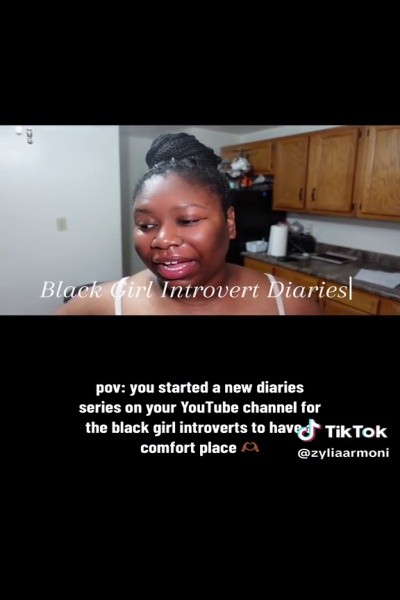 Black Girl Introvert Diaries
pov: you started a new diaries
series on your YouTube channel for
the black girl introverts to have a
comfort place 🫶🏾
TikTok
@zyliaarmoni